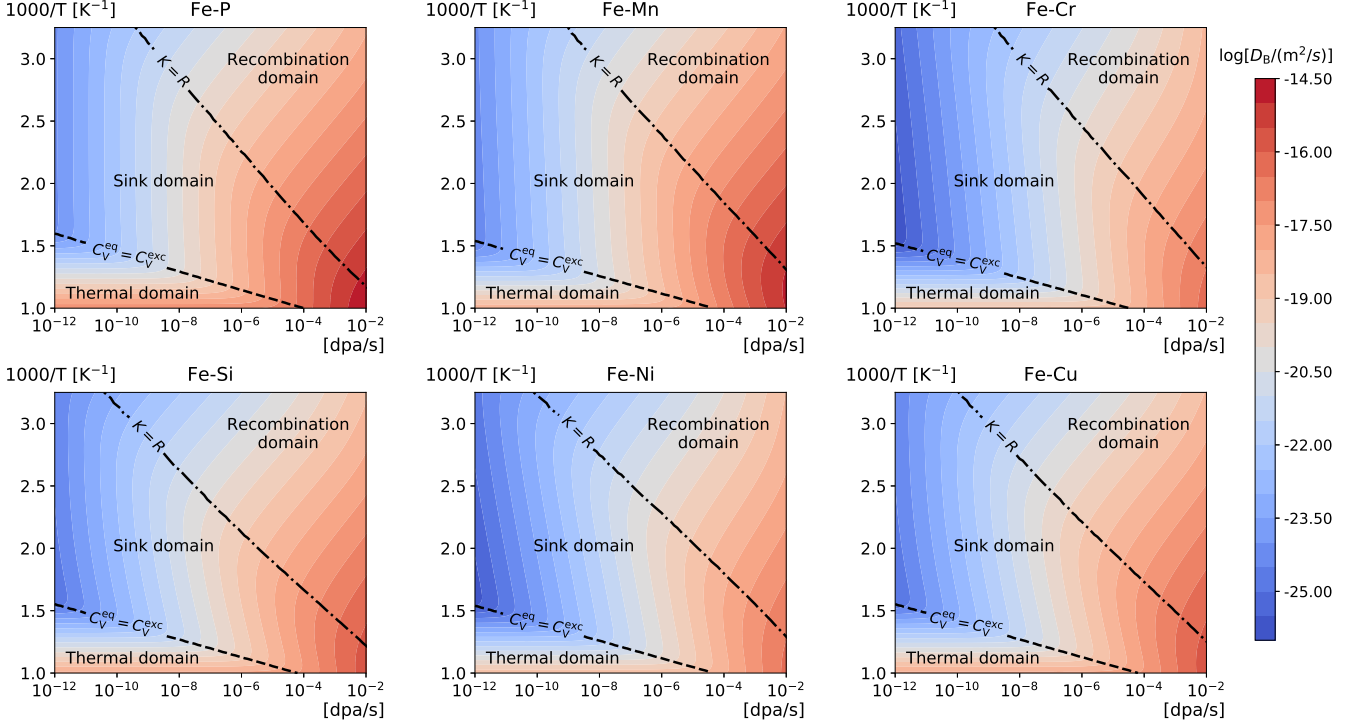 1000/T [K⁻¹] Fe-P
3.0
2.5
2.0
1.5
1.0
K = R
Recombination
domain
Sink domain
C_V^eq = C_V^exc
Thermal domain
10⁻¹² 10⁻¹⁰ 10⁻⁸ 10⁻⁶ 10⁻⁴ 10⁻²
[dpa/s]
1000/T [K⁻¹] Fe-Mn
3.0
2.5
2.0
1.5
1.0
K = R
Recombination
domain
Sink domain
C_V^eq = C_V^exc
Thermal domain
10⁻¹² 10⁻¹⁰ 10⁻⁸ 10⁻⁶ 10⁻⁴ 10⁻²
[dpa/s]
1000/T [K⁻¹] Fe-Cr
3.0
2.5
2.0
1.5
1.0
K = R
Recombination
domain
Sink domain
C_V^eq = C_V^exc
Thermal domain
10⁻¹² 10⁻¹⁰ 10⁻⁸ 10⁻⁶ 10⁻⁴ 10⁻²
[dpa/s]
log[D_B/(m²/s)]
-14.50
-16.00
-17.50
-19.00
-20.50
-22.00
-23.50
-25.00
1000/T [K⁻¹] Fe-Si
3.0
2.5
2.0
1.5
1.0
K = R
Recombination
domain
Sink domain
C_V^eq = C_V^exc
Thermal domain
10⁻¹² 10⁻¹⁰ 10⁻⁸ 10⁻⁶ 10⁻⁴ 10⁻²
[dpa/s]
1000/T [K⁻¹] Fe-Ni
3.0
2.5
2.0
1.5
1.0
K = R
Recombination
domain
Sink domain
C_V^eq = C_V^exc
Thermal domain
10⁻¹² 10⁻¹⁰ 10⁻⁸ 10⁻⁶ 10⁻⁴ 10⁻²
[dpa/s]
1000/T [K⁻¹] Fe-Cu
3.0
2.5
2.0
1.5
1.0
K = R
Recombination
domain
Sink domain
C_V^eq = C_V^exc
Thermal domain
10⁻¹² 10⁻¹⁰ 10⁻⁸ 10⁻⁶ 10⁻⁴ 10⁻²
[dpa/s]